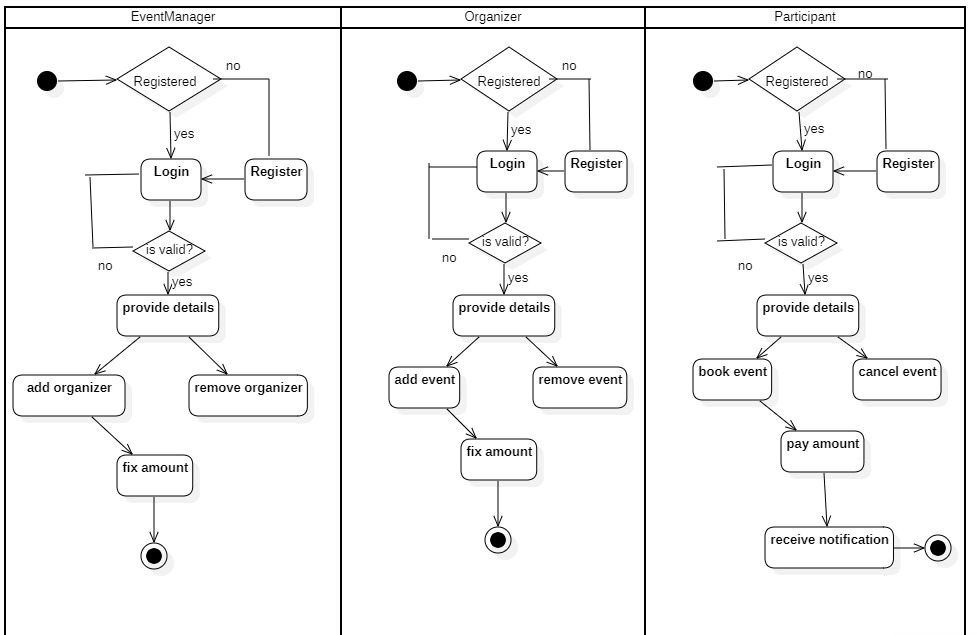 EventManager
Organizer
Participant
Registered
no
yes
Login
Register
is valid?
no
yes
provide details
add organizer
remove organizer
fix amount
Registered
no
yes
Login
Register
is valid?
no
yes
provide details
add event
remove event
fix amount
Registered
no
yes
Login
Register
is valid?
no
yes
provide details
book event
cancel event
pay amount
receive notification